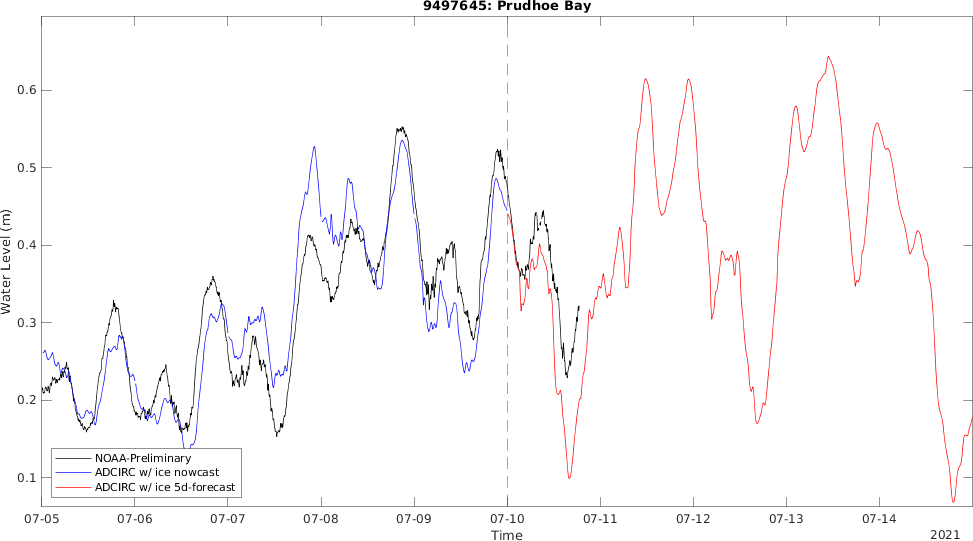 9497645: Prudhoe Bay
Water Level (m)
0.6
0.5
0.4
0.3
0.2
0.1
NOAA-Preliminary
ADCIRC w/ ice nowcast
ADCIRC w/ ice 5d-forecast
07-05 07-06 07-07 07-08 07-09 07-10 07-11 07-12 07-13 07-14
Time
2021